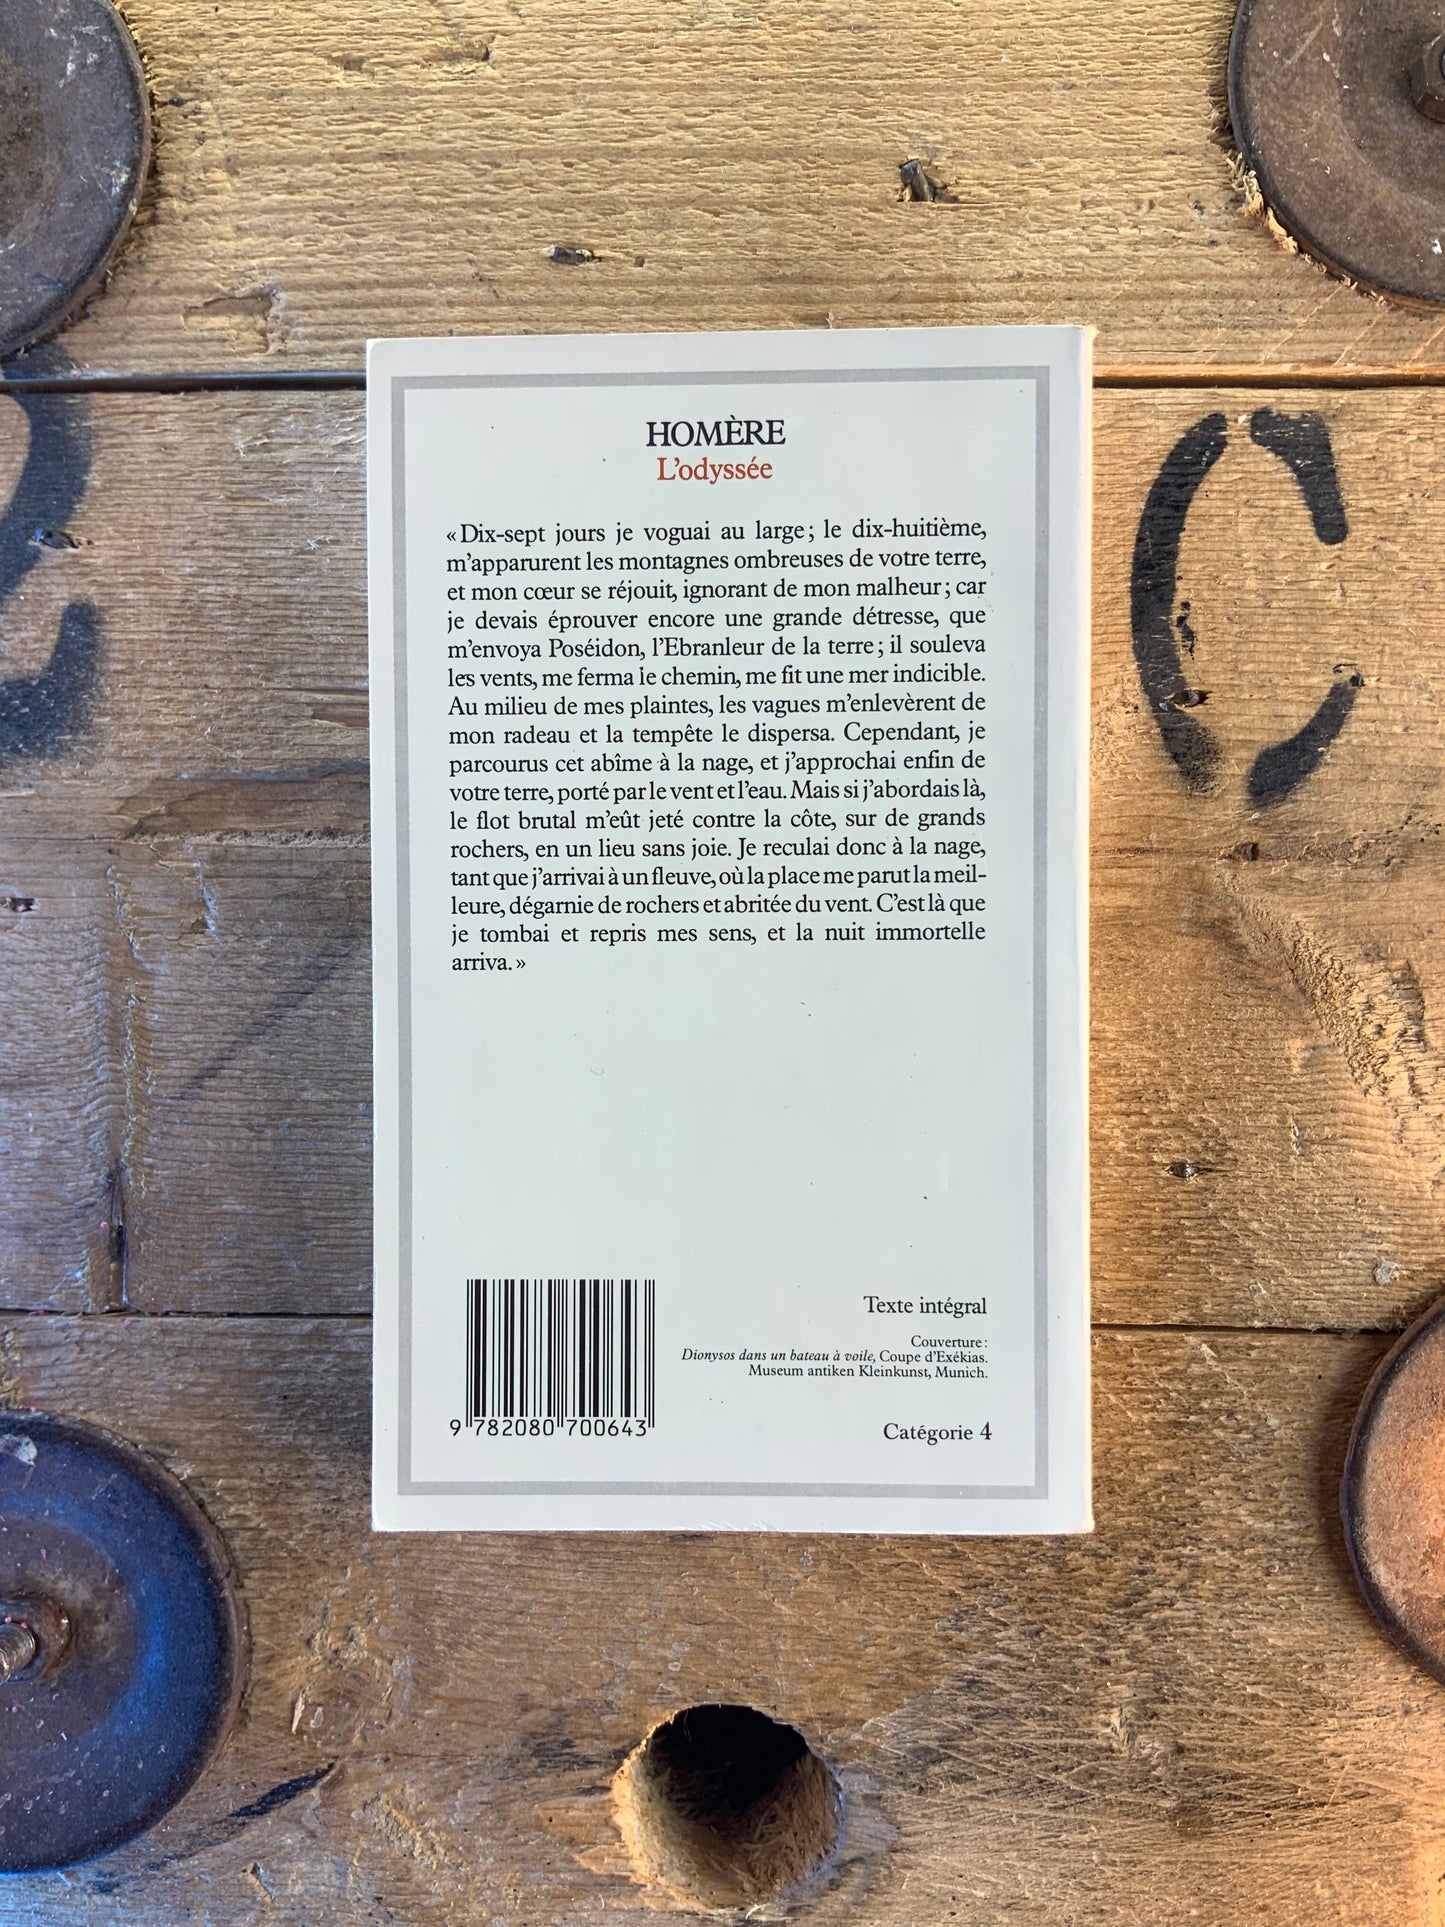 HOMÈRE
L'odyssée
« Dix-sept jours je voguai au large ; le dix-huitième,
m'apparurent les montagnes ombreuses de votre terre,
et mon cœur se réjouit, ignorant de mon malheur ; car
je devais éprouver encore une grande détresse, que
m'envoya Poséidon, l'Ebranleur de la terre ; il souleva
les vents, me ferma le chemin, me fit une mer indicible.
Au milieu de mes plaintes, les vagues m'enlevèrent de
mon radeau et la tempête le dispersa. Cependant, je
parcourus cet abîme à la nage, et j'approchai enfin de
votre terre, porté par le vent et l'eau. Mais si j'abordais là,
le flot brutal m'eût jeté contre la côte, sur de grands
rochers, en un lieu sans joie. Je reculai donc à la nage,
tant que j'arrivai à un fleuve, où la place me parut la meil-
leure, dégarnie de rochers et abritée du vent. C'est là que
je tombai et repris mes sens, et la nuit immortelle
arriva. »
Texte intégral
Couverture :
Dionysos dans un bateau à voile, Coupe d'Exékias.
Museum antiken Kleinkunst, Munich.
9 782080 700643
Catégorie 4
C